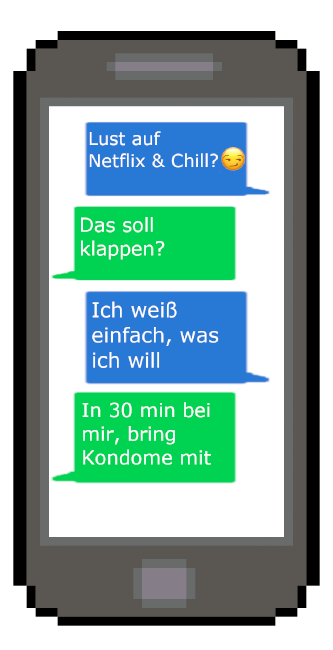 Lust auf
Netflix & Chill?😏
Das soll
klappen?
Ich weiß
einfach, was
ich will
In 30 min bei
mir, bring
Kondome mit